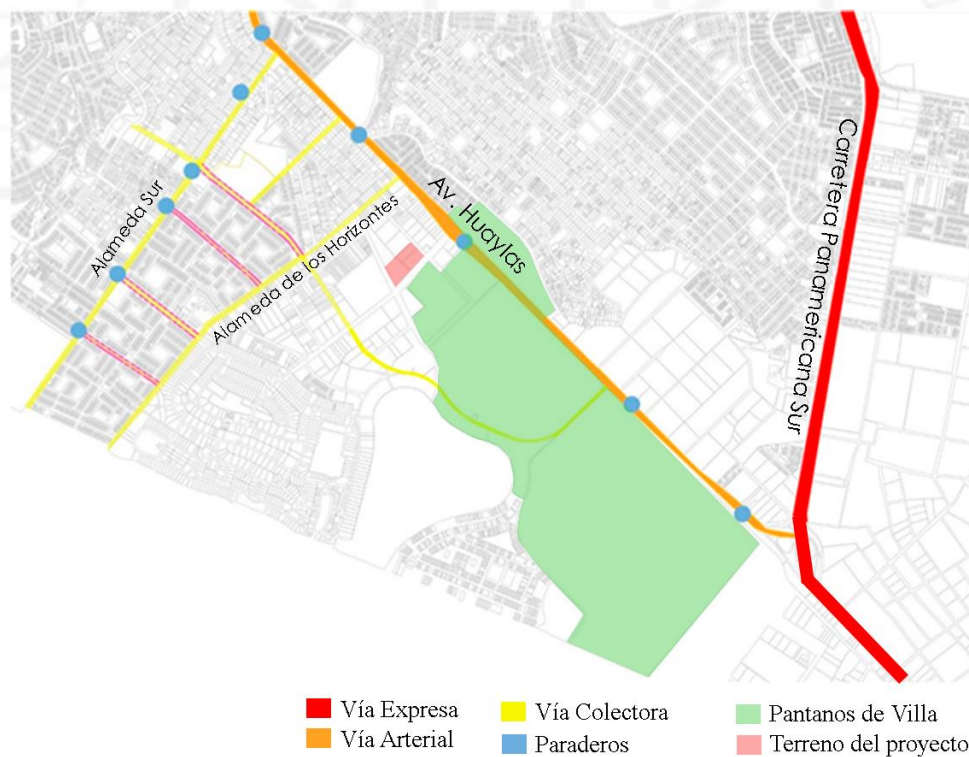 Alameda Sur
Alameda de los Horizontes
Av. Huaylas
Carretera Panamericana Sur
Vía Expresa
Vía Arterial
Vía Colectora
Paraderos
Pantanos de Villa
Terreno del proyecto